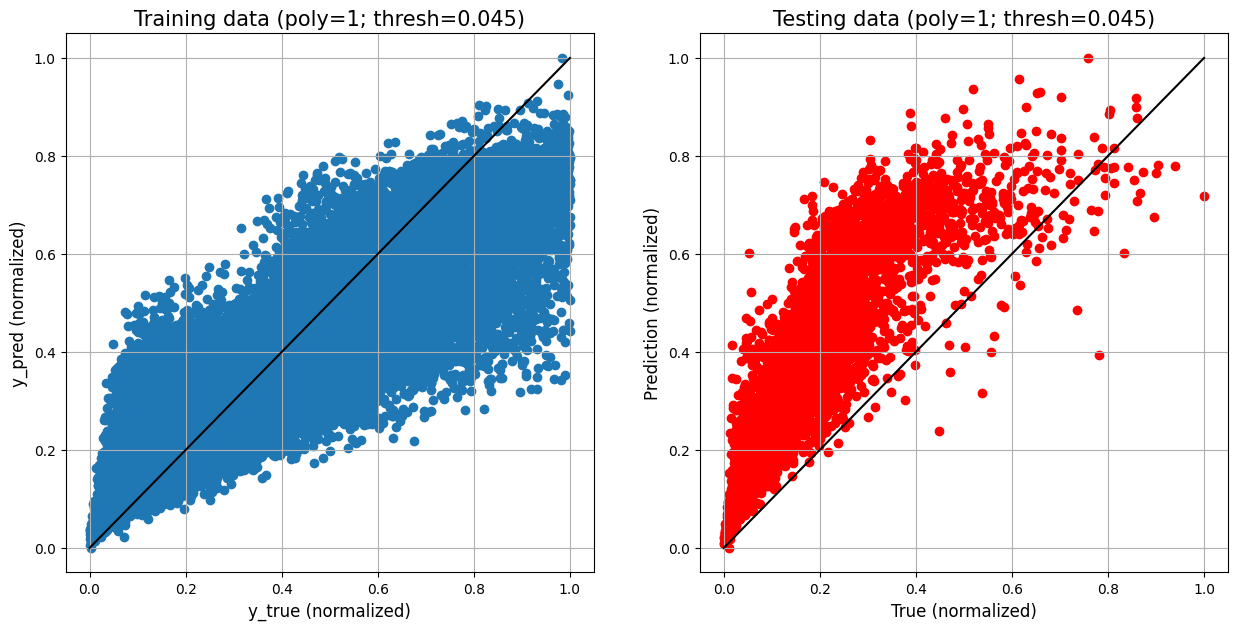 Training data (poly=1; thresh=0.045)
1.0
0.8
0.6
0.4
0.2
0.0
y_pred (normalized)
0.0 0.2 0.4 0.6 0.8 1.0
y_true (normalized)
Testing data (poly=1; thresh=0.045)
1.0
0.8
0.6
0.4
0.2
0.0
Prediction (normalized)
0.0 0.2 0.4 0.6 0.8 1.0
True (normalized)